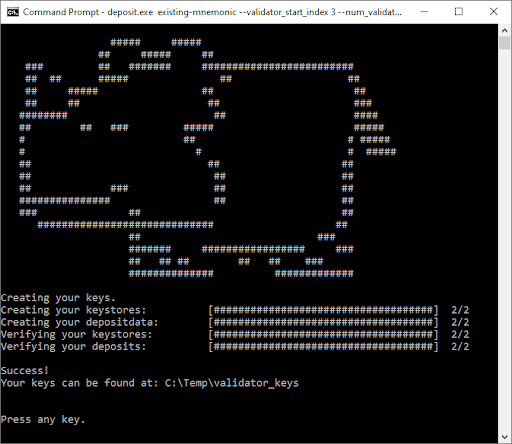 Command Prompt - deposit.exe  existing-mnemonic --validator_start_index 3 --num_validat...
                  #####     #####
                ##     #####     ##
    ###         ##   #######     #########################
    ##  ##      #####               ##                   ##
    ##     #####                 ##                       ##
    ##     ##                     ##                      ###
   ########                        ##                     ####
   ##        ##   ###         #####                       #####
   #                          ##                         # #####
   #                            #                        #  #####
   ##                             ##                    ##
   ##                              ##                   ##
   ##             ###              ##                   ##
   ###############                 ##                   ##
   ###               ##                                 ##
      #############################                    ##
                     ##                             ###
                     #######     #################     ###
                     ##   ## ##        ##   ##    ###
                     ##############          #############
Creating your keys.
Creating your keystores:          [####################################]  2/2
Creating your depositdata:        [####################################]  2/2
Verifying your keystores:         [####################################]  2/2
Verifying your deposits:          [####################################]  2/2
Success!
Your keys can be found at: C:\Temp\validator_keys
Press any key.